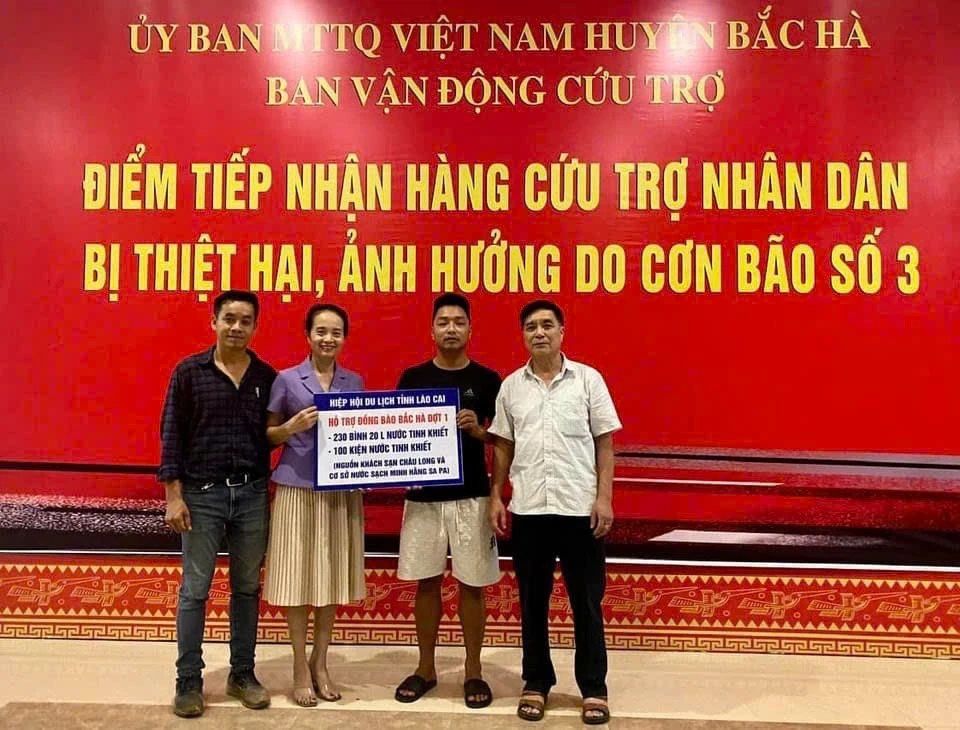 ỦY BAN MTTQ VIỆT NAM HUYỆN BẮC HÀ
BAN VẬN ĐỘNG CỨU TRỢ
ĐIỂM TIẾP NHẬN HÀNG CỨU TRỢ NHÂN DÂN
BỊ THIỆT HẠI, ẢNH HƯỞNG DO CƠN BÃO SỐ 3
HIỆP HỘI DU LỊCH TỈNH LÀO CAI
HỖ TRỢ ĐỒNG BÀO BẮC HÀ ĐỢT 1
- 230 BÌNH 20 L NƯỚC TINH KHIẾT
- 100 KIỆN NƯỚC TINH KHIẾT
(NGUỒN KHÁCH SẠN CHÂU LONG VÀ
CƠ SỞ NƯỚC SẠCH MINH HẰNG SA PA)